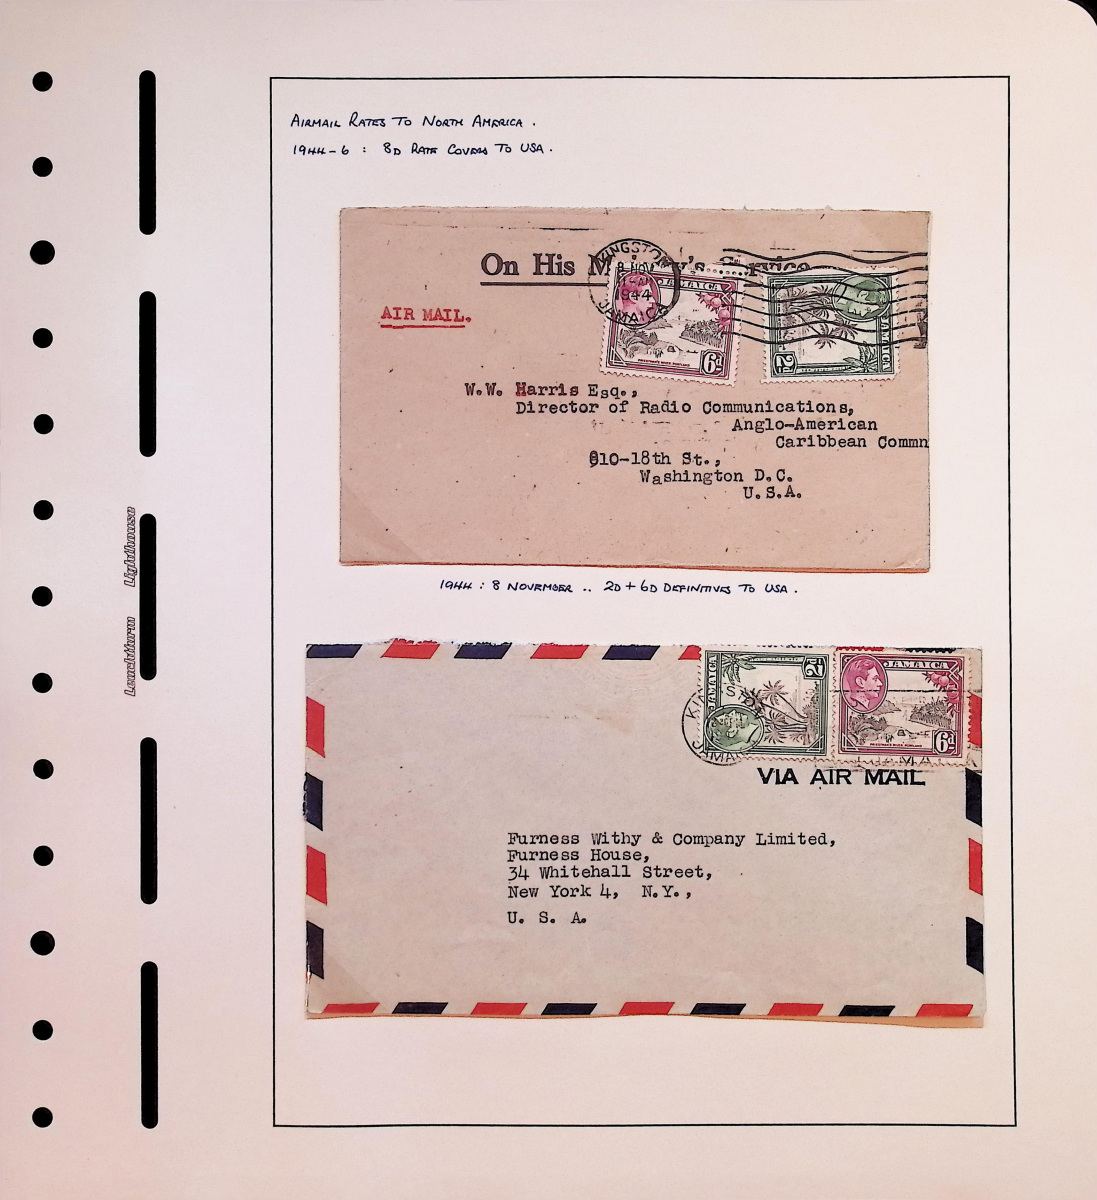 AIRMAIL RATES TO NORTH AMERICA.
1944-6 : 8D RATE COVERS TO USA.
On His M
KINGSTON
8 NOV
AM
1944
JAMAICA
JAMAICA
6d
JAMAICA
2d
AIR MAIL.
W.W. Harris Esq.,
Director of Radio Communications,
Anglo-American
Caribbean Commn
910-18th St.,
Washington D.C.
U.S.A.
1944 : 8 NOVEMBER .. 2D + 6D DEFINITIVES TO USA.
JAMAICA
2d
JAMAICA
6d
VIA AIR MAIL
Furness Withy & Company Limited,
Furness House,
34 Whitehall Street,
New York 4, N.Y.,
U. S. A.
Leuchtturm Lighthouse